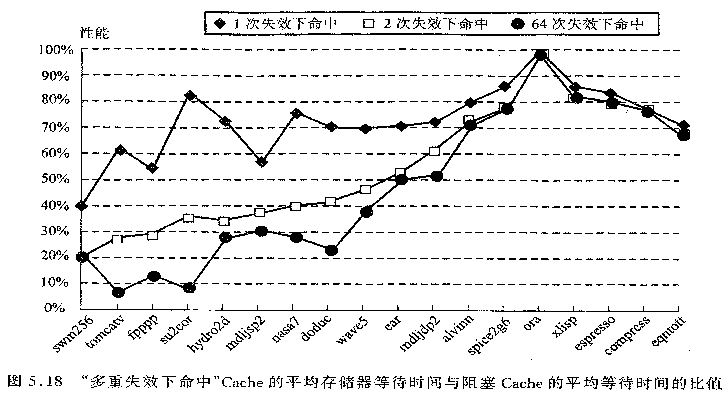 1 次失效下命中 2 次失效下命中 64 次失效下命中
性能
100%
90%
80%
70%
60%
50%
40%
30%
20%
10%
0%
swm256 tomcatv fpppp su2cor hydro2d mdljsp2 nasa7 doduc wave5 ear mdljdp2 alvinn spice2g6 ora xlisp espresso compress eqntott
图 5.18 “多重失效下命中”Cache 的平均存储器等待时间与阻塞 Cache 的平均等待时间的比值